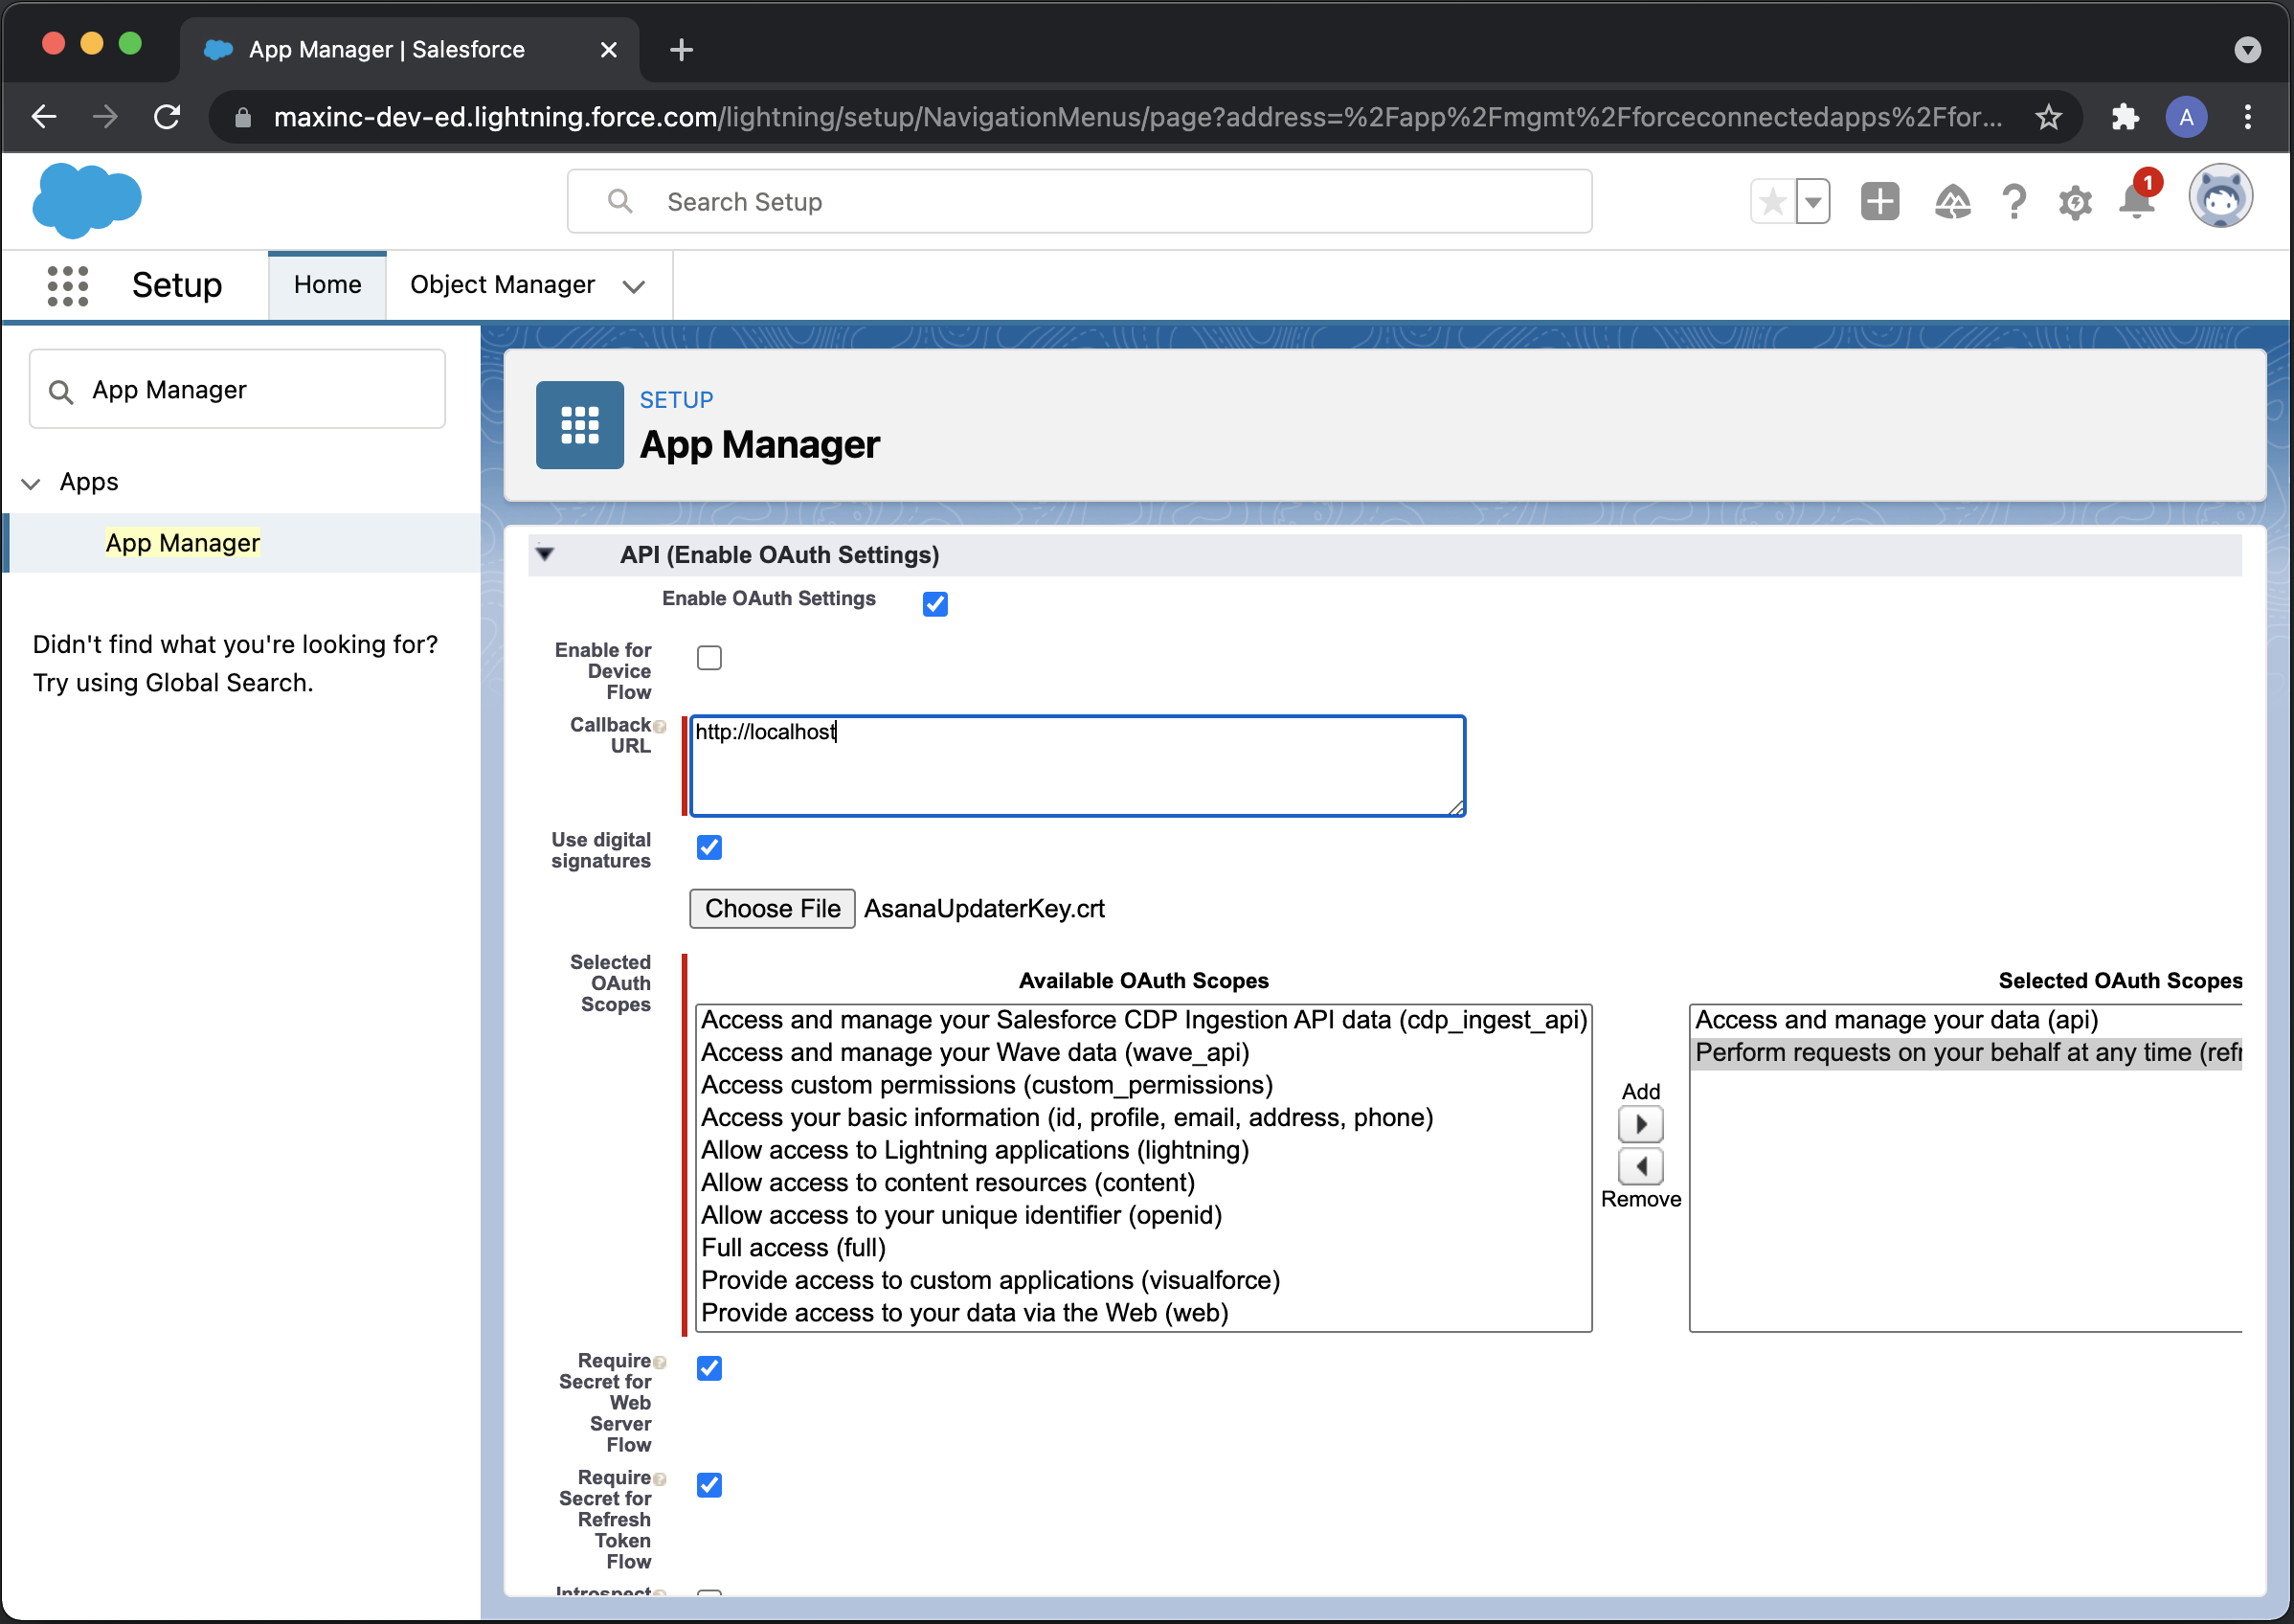 App Manager | Salesforce
maxinc-dev-ed.lightning.force.com/lightning/setup/NavigationMenus/page?address=%2Fapp%2Fmgmt%2Fforceconnectedapps%2Ffor...
A
Search Setup
1
Setup
Home
Object Manager
App Manager
Apps
App Manager
Didn't find what you're looking for?
Try using Global Search.
SETUP
App Manager
API (Enable OAuth Settings)
Enable OAuth Settings
Enable for
Device
Flow
Callback
URL
http://localhost
Use digital
signatures
Choose File AsanaUpdaterKey.crt
Selected
OAuth
Scopes
Available OAuth Scopes
Access and manage your Salesforce CDP Ingestion API data (cdp_ingest_api)
Access and manage your Wave data (wave_api)
Access custom permissions (custom_permissions)
Access your basic information (id, profile, email, address, phone)
Allow access to Lightning applications (lightning)
Allow access to content resources (content)
Allow access to your unique identifier (openid)
Full access (full)
Provide access to custom applications (visualforce)
Provide access to your data via the Web (web)
Add
Remove
Selected OAuth Scopes
Access and manage your data (api)
Perform requests on your behalf at any time (refr
Require
Secret for
Web
Server
Flow
Require
Secret for
Refresh
Token
Flow
Introspect